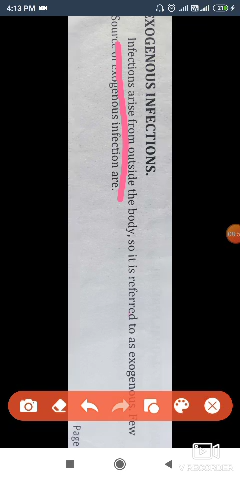 4:13 PM
EXOGENOUS INFECTIONS.
Infections arise from outside the body, so it is referred to as exogenous. Few
Source of exogenous infection are.
Page
V RECORDER